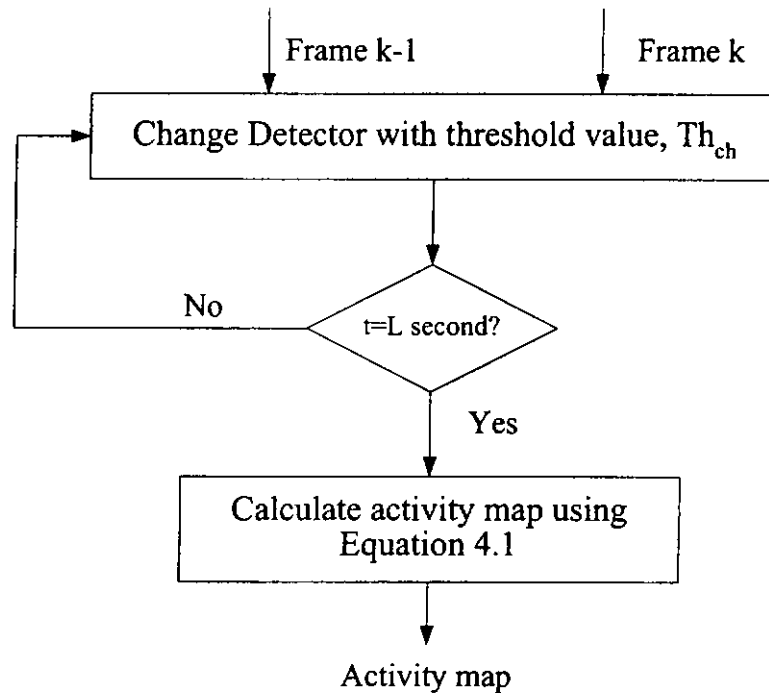 Frame k-1
Frame k
Change Detector with threshold value, Th_ch
t=L second?
No
Yes
Calculate activity map using
Equation 4.1
Activity map